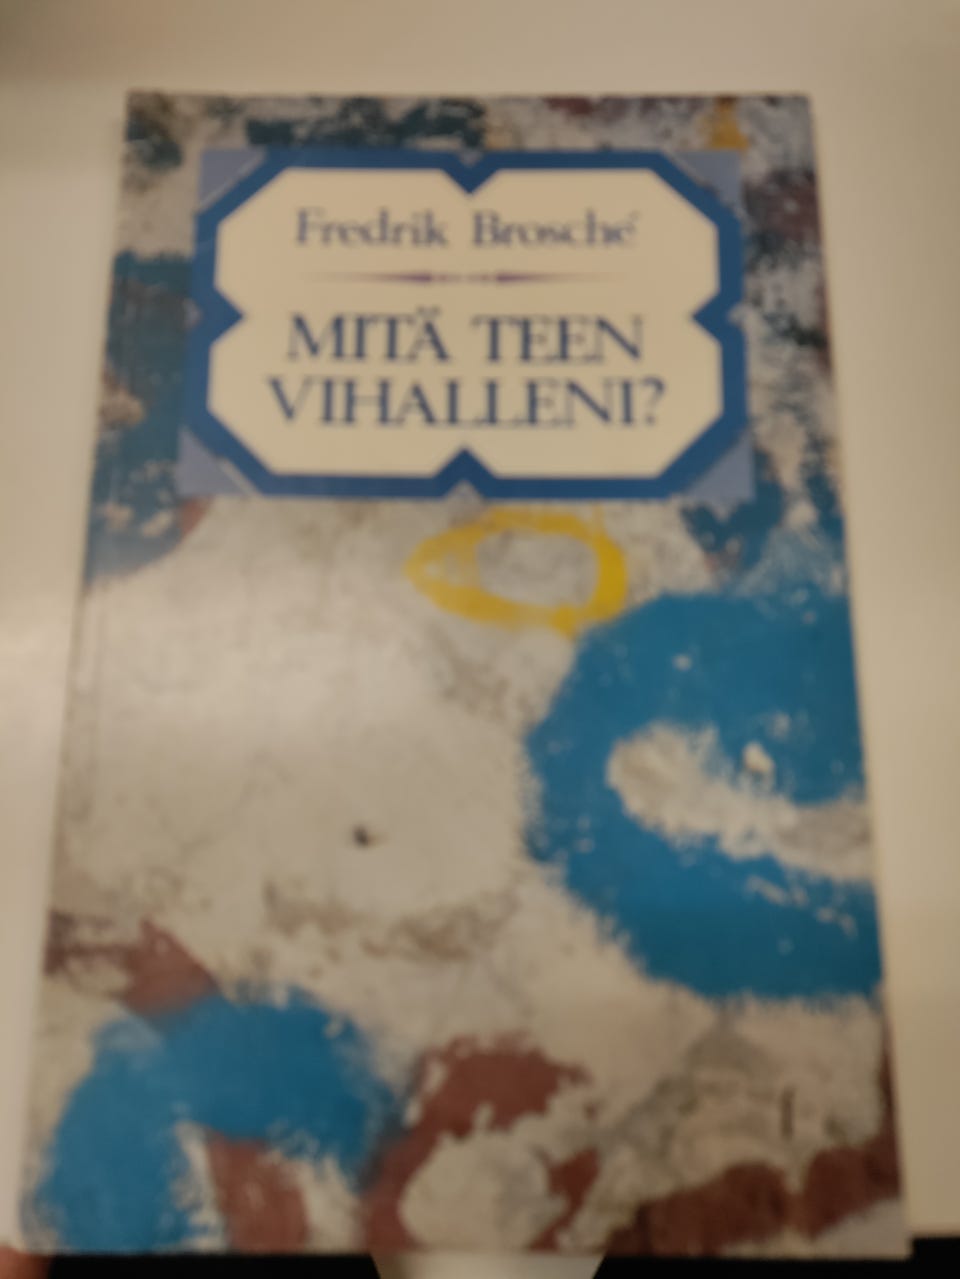 Fredrik Brosché
MITÄ TEEN
VIHALLENI?